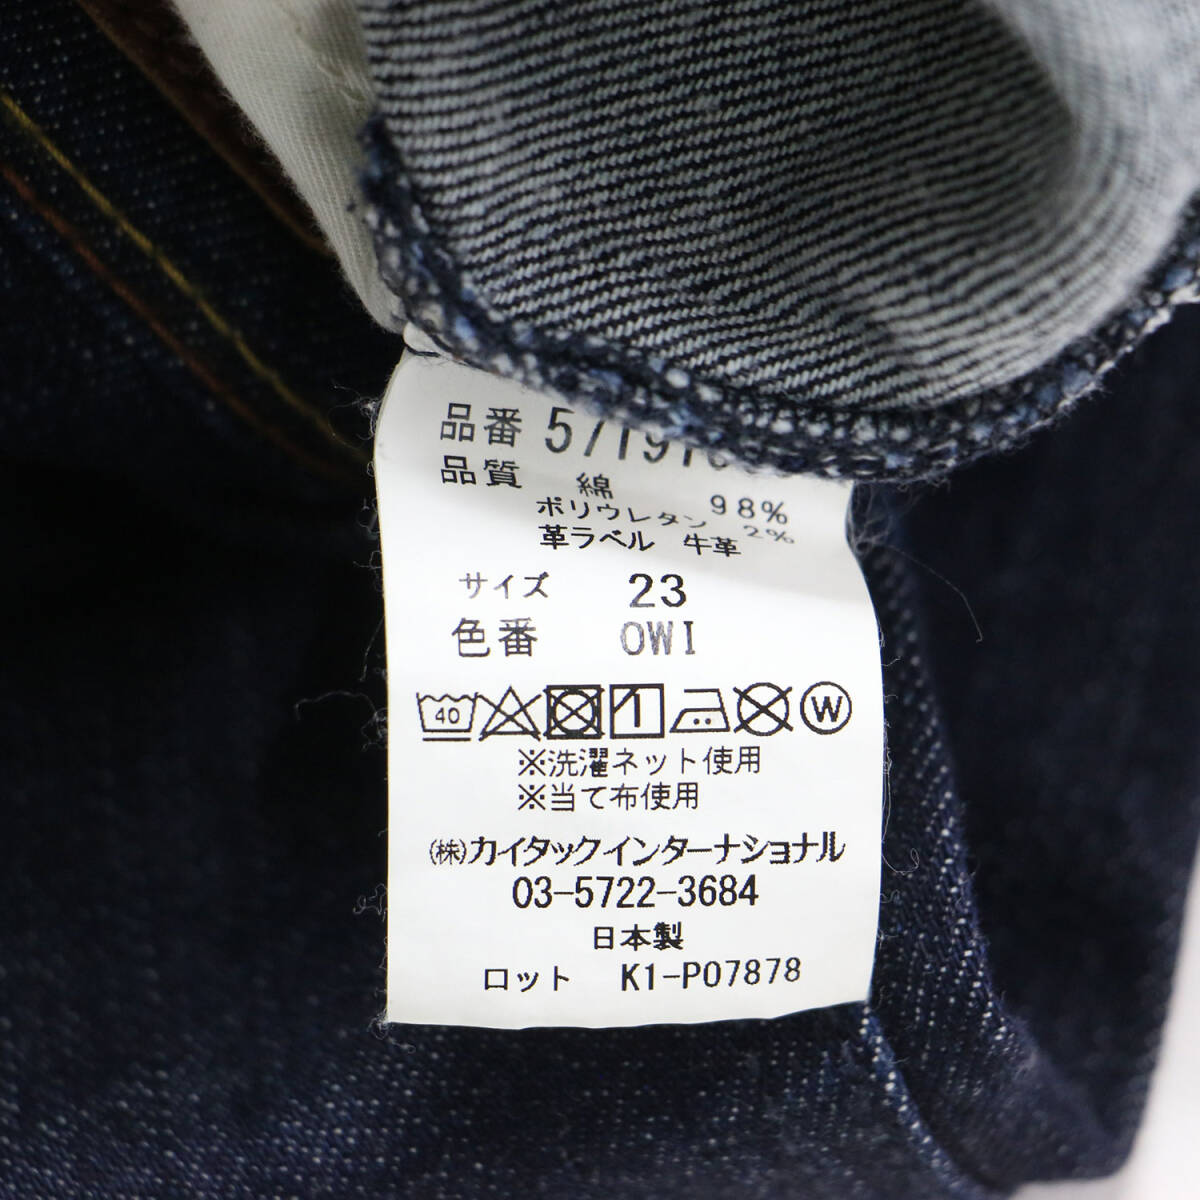 品番
品質 綿 98%
ポリウレタン 2%
革ラベル 牛革
サイズ 23
色番 OWI
40 1 W
※洗濯ネット使用
※当て布使用
(株)カイタックインターナショナル
03-5722-3684
日本製
ロット K1-P07878